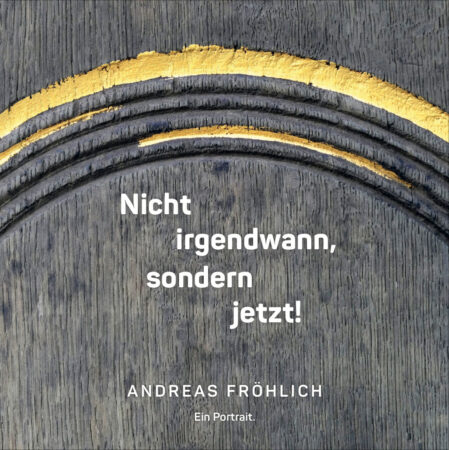 Nicht
irgendwann,
sondern
jetzt!
ANDREAS FRÖHLICH
Ein Portrait.